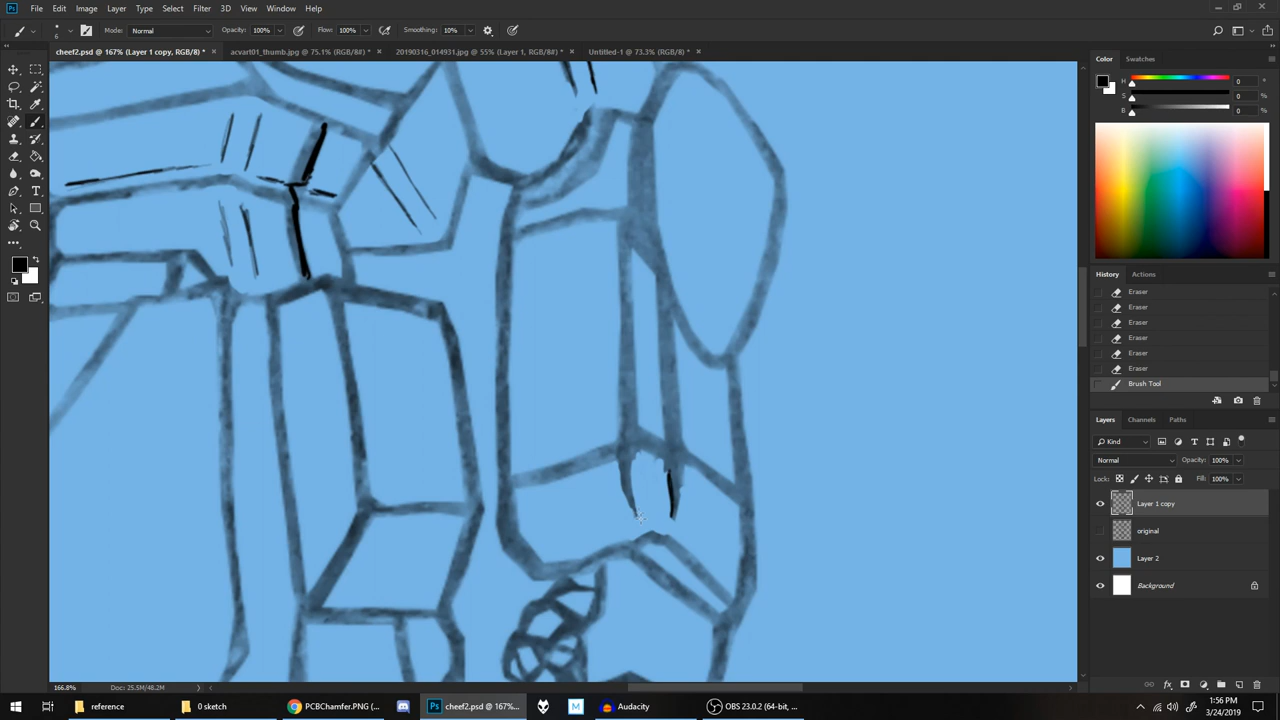 File Edit Image Layer Type Select Filter 3D View Window Help
Mode: Normal Opacity: 100% Flow: 100% Smoothing: 10%
cheef2.psd @ 167% (Layer 1 copy, RGB/8) * × acvart01_thumb.jpg @ 75.1% (RGB/8#) * × 20190316_014931.jpg @ 55% (Layer 1, RGB/8#) * × Untitled-1 @ 73.3% (RGB/8) * ×
Color Swatches
H 0 °
S 0 %
B 0 %
History Actions
Eraser
Eraser
Eraser
Eraser
Eraser
Eraser
Brush Tool
Layers Channels Paths
Kind
Normal Opacity: 100%
Lock: Fill: 100%
Layer 1 copy
original
Layer 2
Background
166.8% Doc: 25.5M/48.2M
reference 0 sketch PCBChamfer.PNG (... cheef2.psd @ 167%... Audacity OBS 23.0.2 (64-bit, ...
1:56 PM
3/24/2019